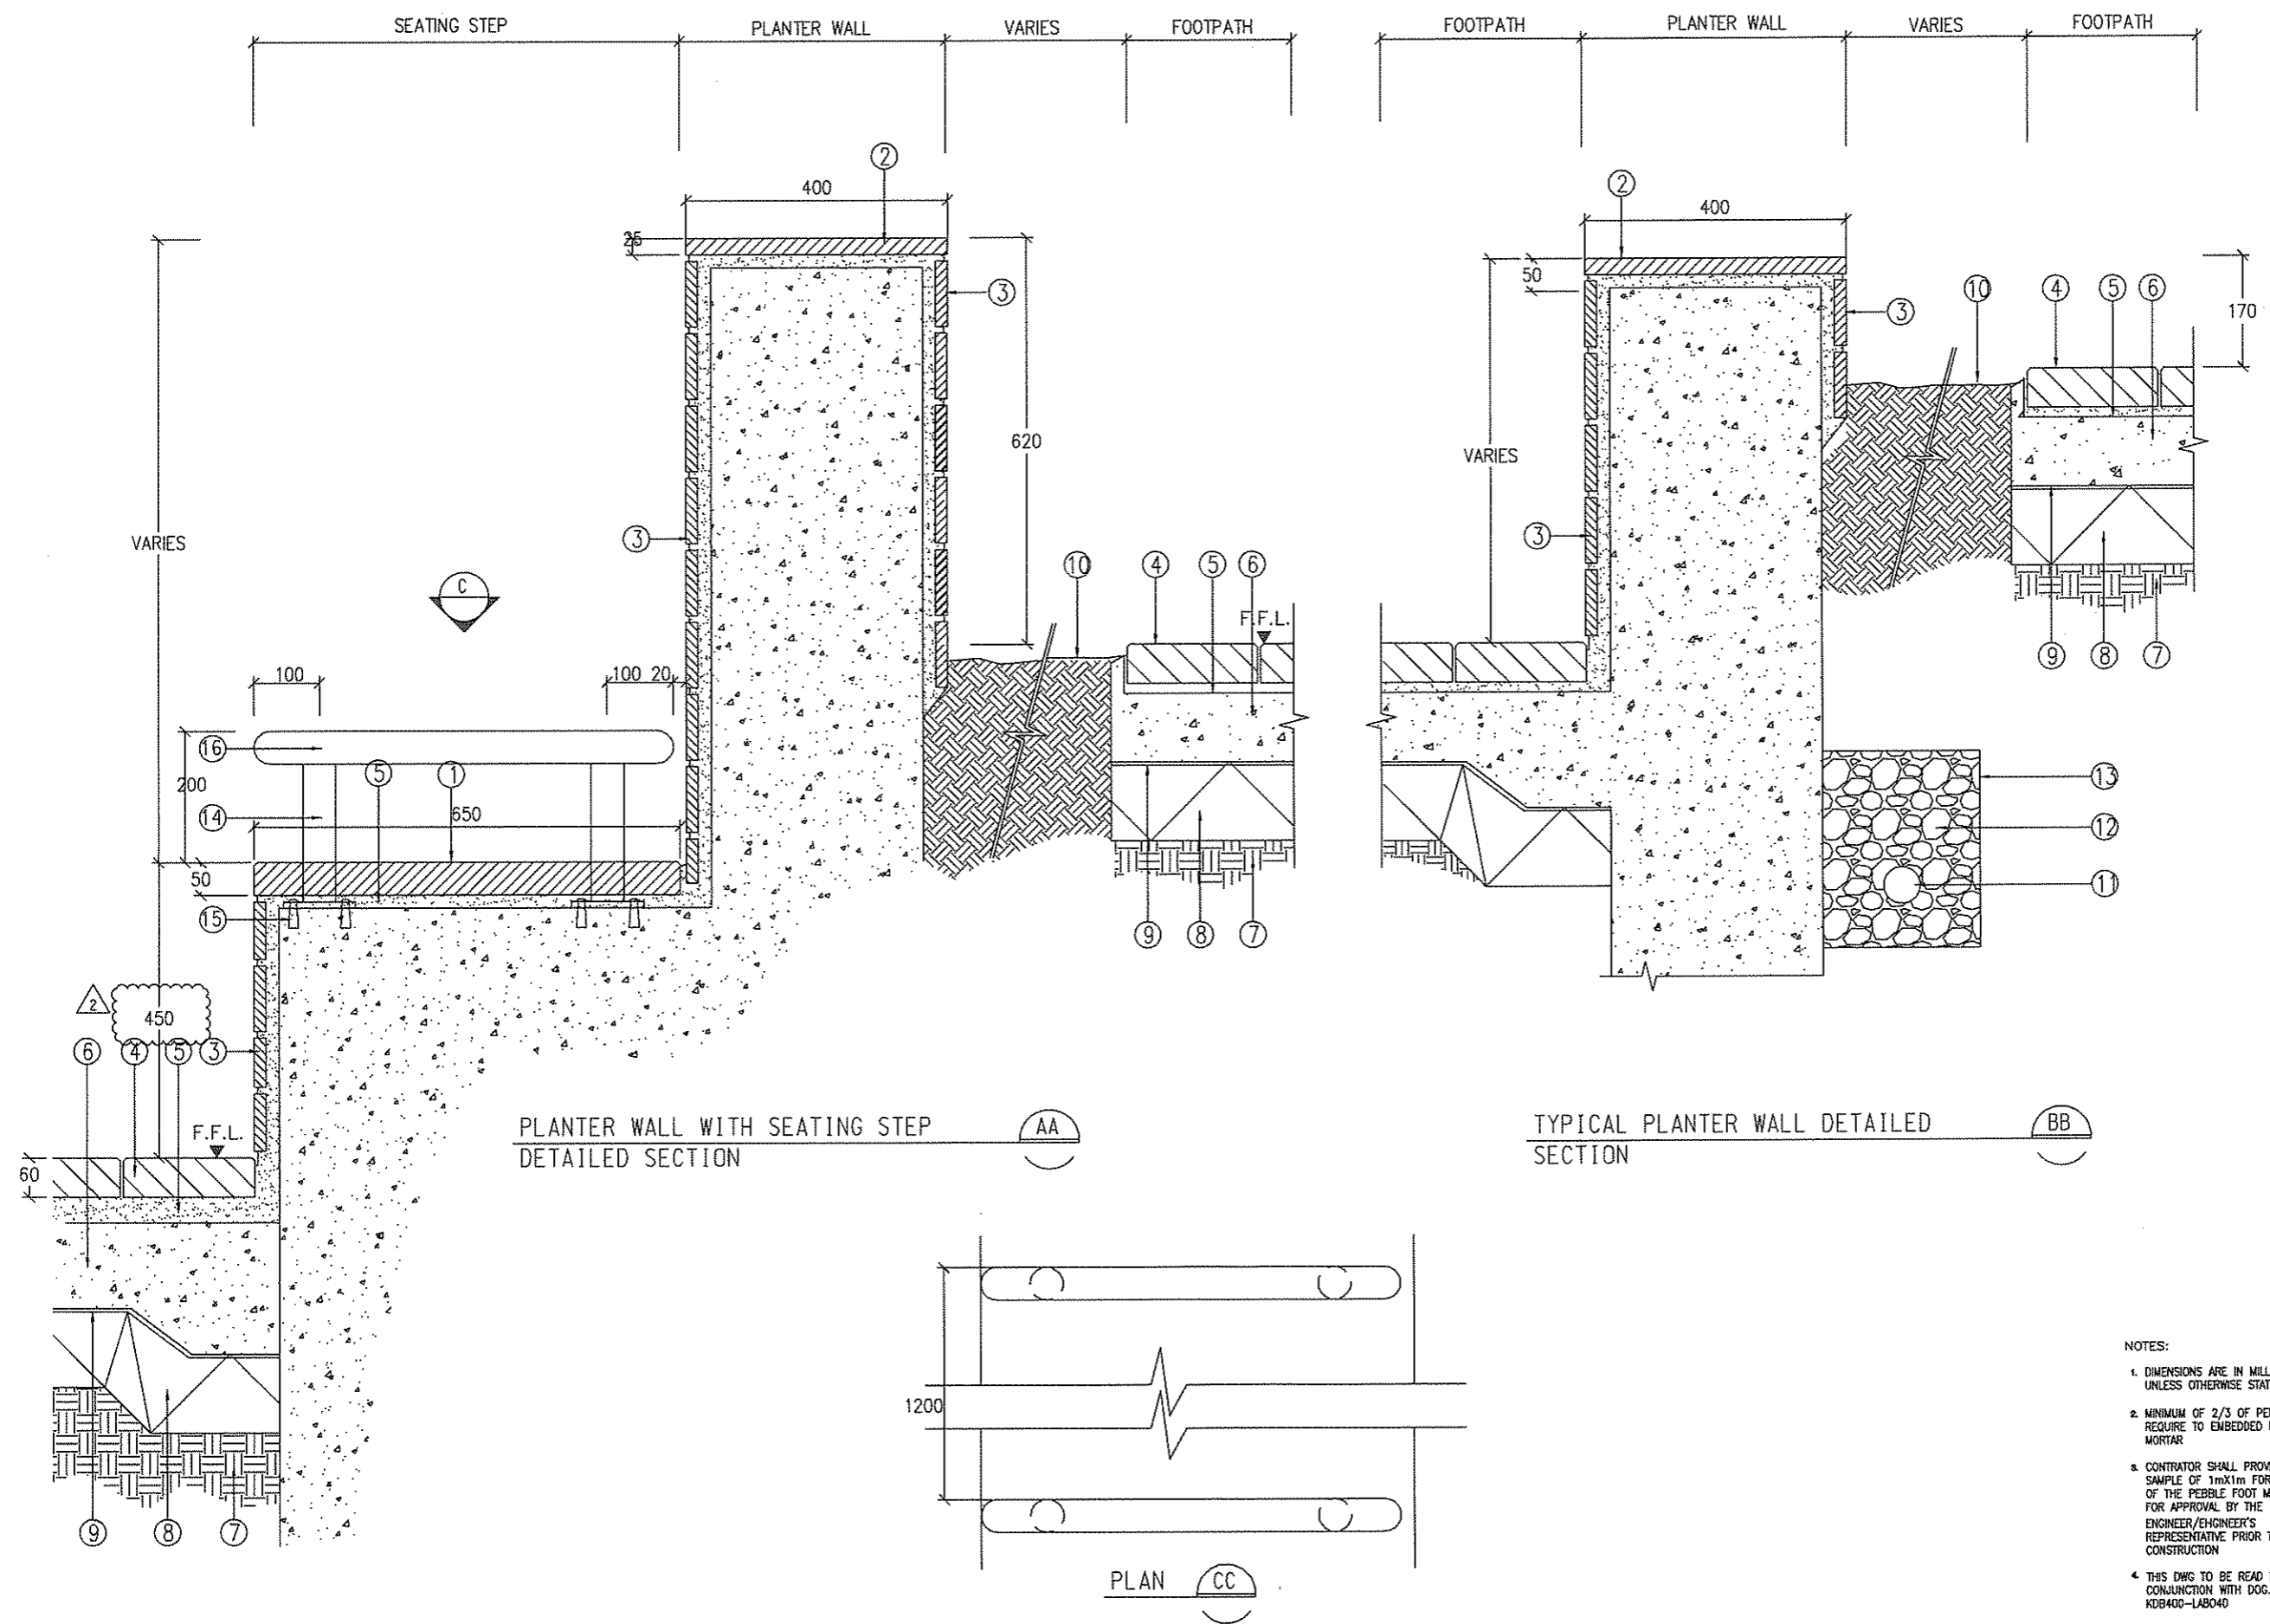 SEATING STEP
PLANTER WALL
VARIES
FOOTPATH
FOOTPATH
PLANTER WALL
VARIES
FOOTPATH
2
400
25
3
620
VARIES
3
C
10
4
5
6
F.F.L.
100
100
20
16
200
14
5
1
650
50
15
9
8
7
2
450
6
4
5
3
F.F.L.
60
9
8
7
2
400
50
3
10
4
5
6
170
VARIES
3
9
8
7
13
12
11
PLANTER WALL WITH SEATING STEP
DETAILED SECTION
AA
TYPICAL PLANTER WALL DETAILED
SECTION
BB
1200
PLAN
CC
NOTES:
1. DIMENSIONS ARE IN MILL
UNLESS OTHERWISE STAT
2. MINIMUM OF 2/3 OF PE
REQUIRE TO EMBEDDED
MORTAR
3. CONTRATOR SHALL PROV
SAMPLE OF 1mX1m FOR
OF THE PEBBLE FOOT M
FOR APPROVAL BY THE
ENGINEER/EHGINEER'S
REPRESENTATIVE PRIOR T
CONSTRUCTION
4. THIS DWG TO BE READ
CONJUNCTION WITH DOG.
KDB400-LAB040